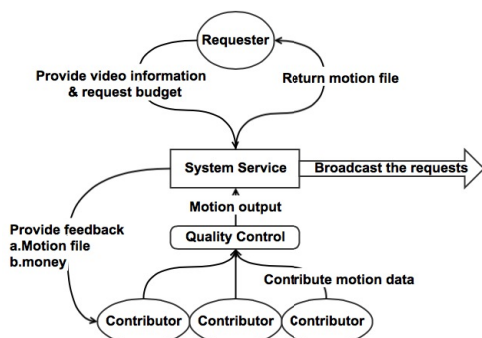 Requester
Provide video information
& request budget
Return motion file
System Service
Broadcast the requests
Motion output
Provide feedback
a.Motion file
b.money
Quality Control
Contribute motion data
Contributor
Contributor
Contributor